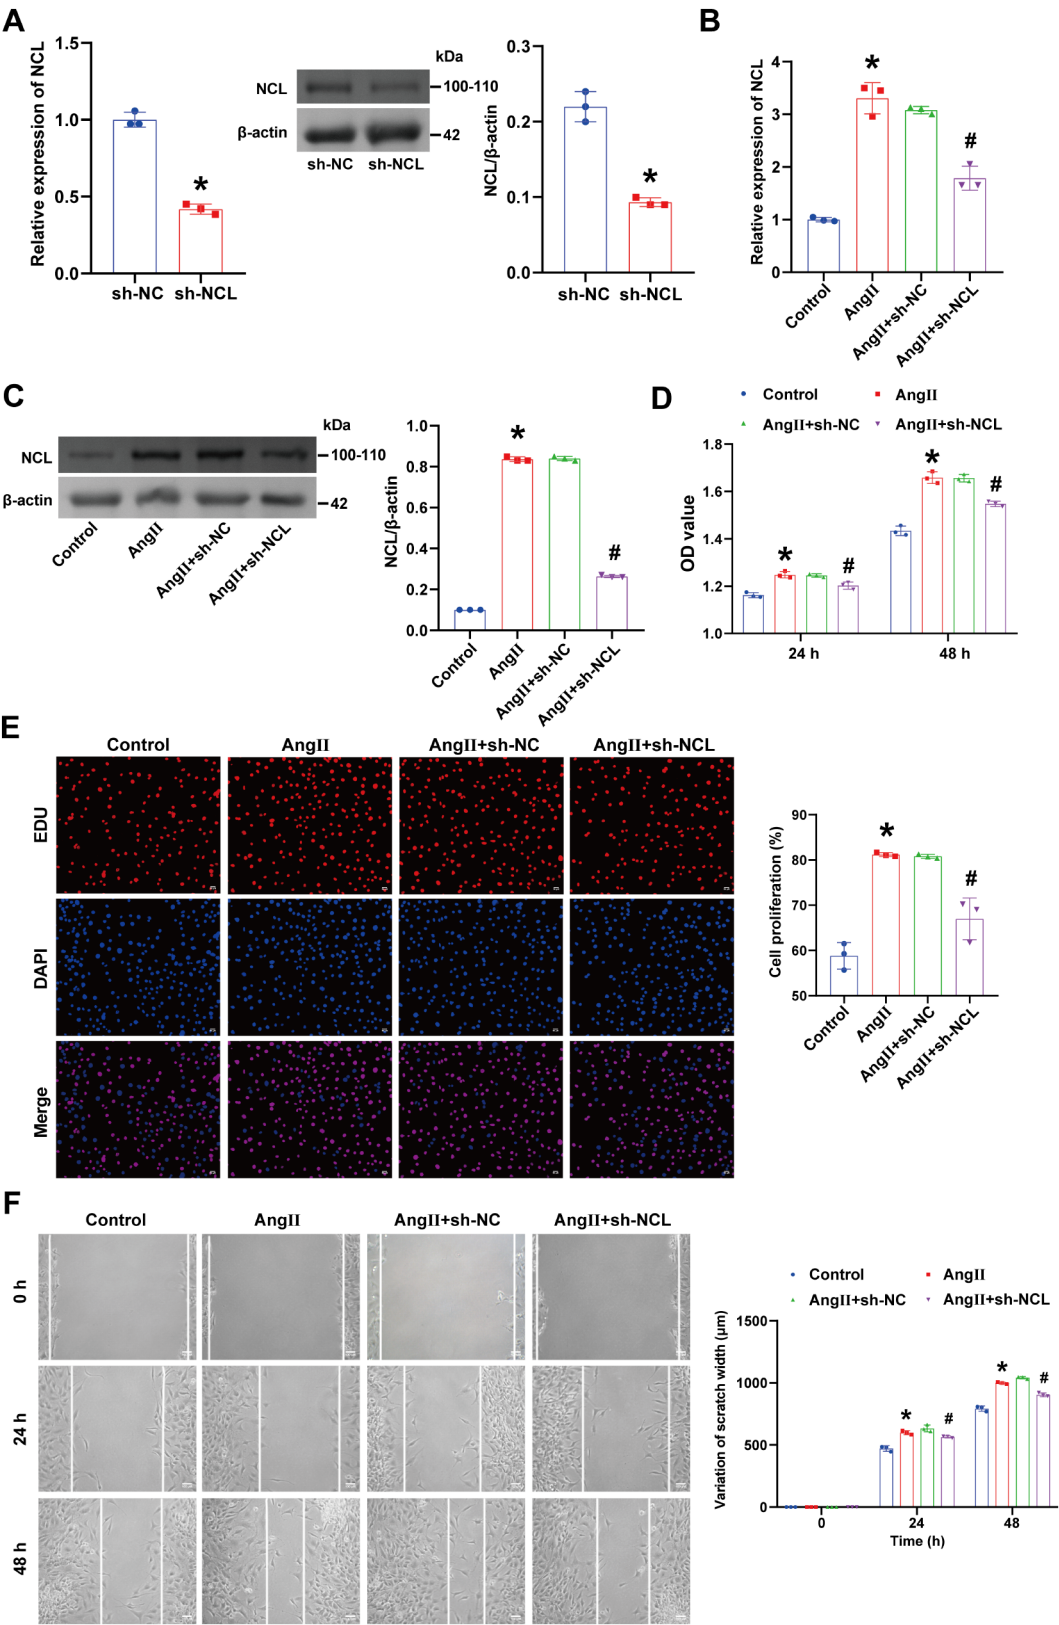 A
Relative expression of NCL
1.5
1.0
0.5
0.0
sh-NC sh-NCL
kDa
NCL
100-110
β-actin
42
sh-NC sh-NCL
NCL/β-actin
0.3
0.2
0.1
0.0
*
*
sh-NC sh-NCL
B
Relative expression of NCL
4
3
2
1
0
*
#
Control
AngII
AngII+sh-NC
AngII+sh-NCL
C
kDa
NCL
100-110
β-actin
42
Control
AngII
AngII+sh-NC
AngII+sh-NCL
NCL/β-actin
1.0
0.8
0.6
0.4
0.2
0.0
*
#
Control
AngII
AngII+sh-NC
AngII+sh-NCL
D
Control AngII
AngII+sh-NC AngII+sh-NCL
OD value
1.8
1.6
1.4
1.2
1.0
*
#
*
#
24 h 48 h
E
Control AngII AngII+sh-NC AngII+sh-NCL
EDU
DAPI
Merge
Cell proliferation (%)
90
80
70
60
50
*
#
Control
AngII
AngII+sh-NC
AngII+sh-NCL
F
Control AngII AngII+sh-NC AngII+sh-NCL
0 h
24 h
48 h
Control AngII
AngII+sh-NC AngII+sh-NCL
Variation of scratch width (μm)
1500
1000
500
0
*
#
*
#
0 24 48
Time (h)